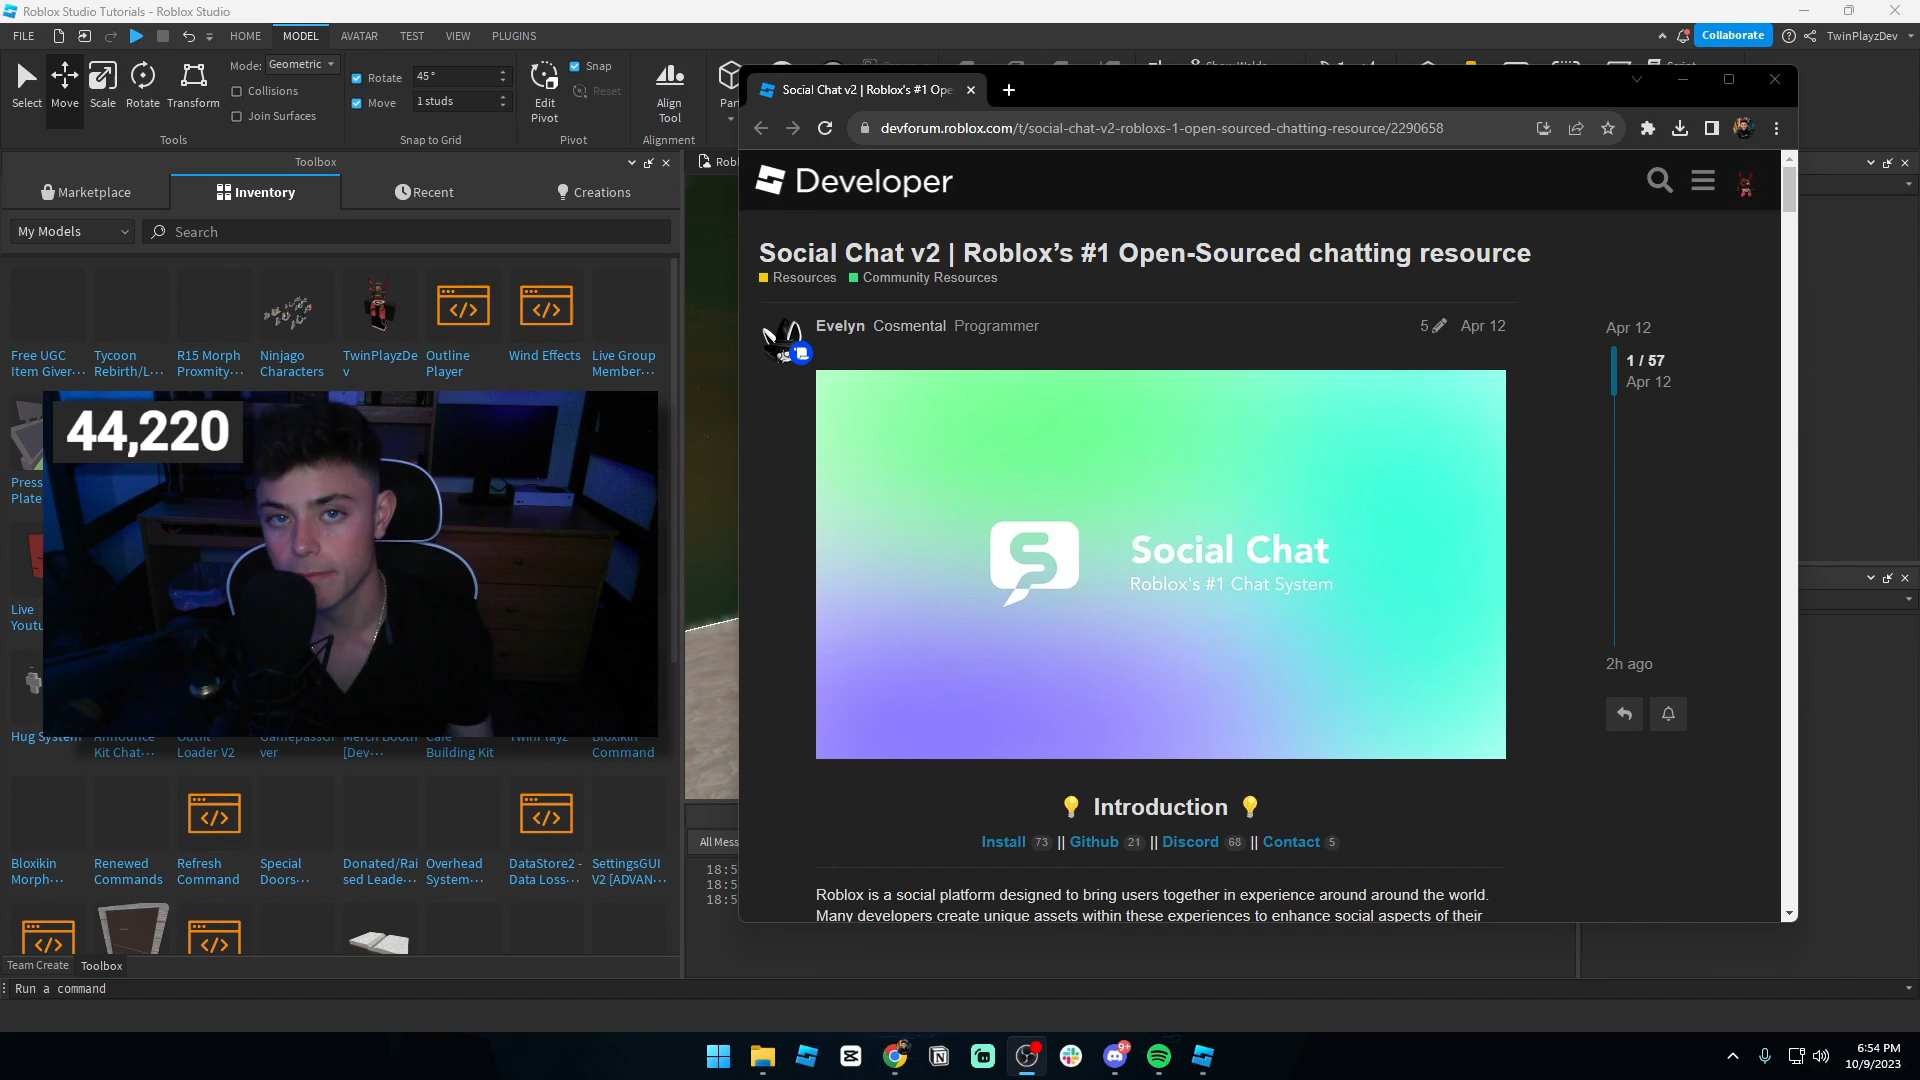 Roblox Studio Tutorials - Roblox Studio
FILE
HOME
MODEL
AVATAR
TEST
VIEW
PLUGINS
Collaborate
TwinPlayzDev
Select
Move
Scale
Rotate
Transform
Mode: Geometric
Collisions
Join Surfaces
Tools
Rotate 45°
Move 1 studs
Snap to Grid
Edit Pivot
Snap
Reset
Pivot
Align Tool
Alignment
Toolbox
Marketplace
Inventory
Recent
Creations
My Models
Search
Free UGC Item Giver...
Tycoon Rebirth/L...
R15 Morph Proxmity...
Ninjago Characters
TwinPlayzDev
Outline Player
Wind Effects
Live Group Member...
44,220
Press
Plate
Live
Hug System
Kit Chat...
Loader V2
ver
[Dev...
Building Kit
Command
Bloxikin Morph...
Renewed Commands
Refresh Command
Special Doors...
Donated/Raised Leade...
Overhead System...
DataStore2 - Data Loss...
SettingsGUI V2 [ADVAN...
Team Create
Toolbox
Run a command
Social Chat v2 | Roblox's #1 Ope
devforum.roblox.com/t/social-chat-v2-robloxs-1-open-sourced-chatting-resource/2290658
Developer
Social Chat v2 | Roblox's #1 Open-Sourced chatting resource
Resources
Community Resources
Evelyn Cosmental Programmer
5
Apr 12
Apr 12
1 / 57
Apr 12
2h ago
Social Chat
Roblox's #1 Chat System
Introduction
Install 73 || Github 21 || Discord 68 || Contact 5
Roblox is a social platform designed to bring users together in experience around around the world.
Many developers create unique assets within these experiences to enhance social aspects of their
All Mess
18:5
18:5
18:5
9+
6:54 PM
10/9/2023